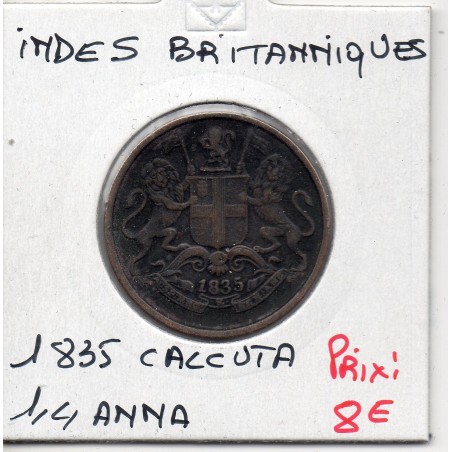 INDES BRITANNIQUES
1835
1835 CALCUTA
1/4 ANNA
PRIX:
8E